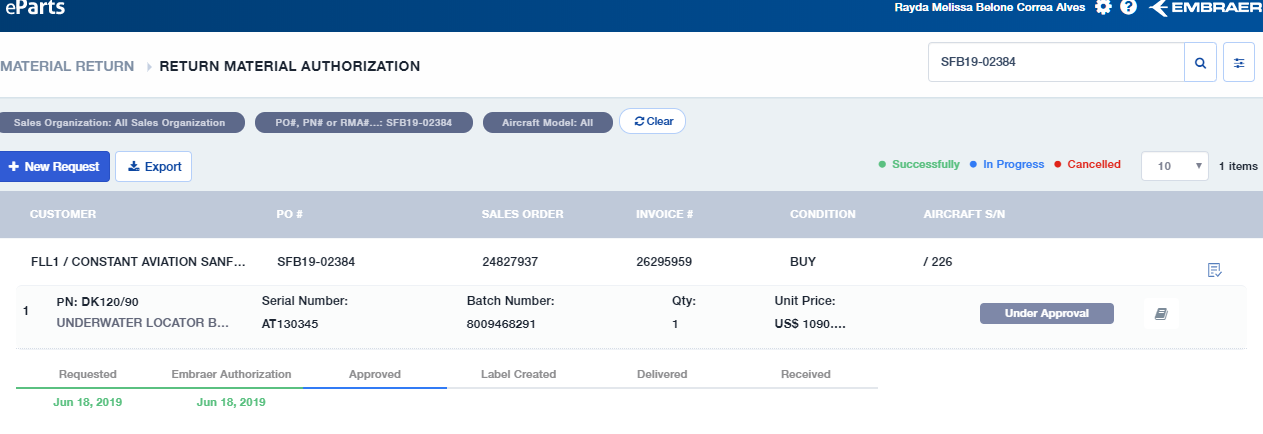 eParts
Rayda Melissa Belone Correa Alves
EMBRAER
MATERIAL RETURN
RETURN MATERIAL AUTHORIZATION
SFB19-02384
Sales Organization: All Sales Organization
PO#, PN# or RMA#...: SFB19-02384
Aircraft Model: All
Clear
+ New Request
Export
Successfully
In Progress
Cancelled
10
1 items
CUSTOMER PO # SALES ORDER INVOICE # CONDITION AIRCRAFT S/N
FLL1 / CONSTANT AVIATION SANF... SFB19-02384 24827937 26295959 BUY / 226
1
PN: DK120/90 Serial Number: Batch Number: Qty: Unit Price:
UNDERWATER LOCATOR B... AT130345 8009468291 1 US$ 1090....
Under Approval
Requested Embraer Authorization Approved Label Created Delivered Received
Jun 18, 2019 Jun 18, 2019